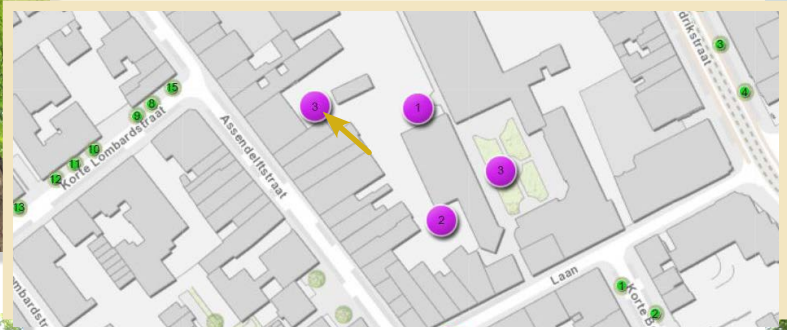 drikstraat
3
4
15
8
9
10
11
12
13
Korte Lombardstraat
Assendelftstraat
3
1
3
2
Laan
1
Korte B
2
mbardstr